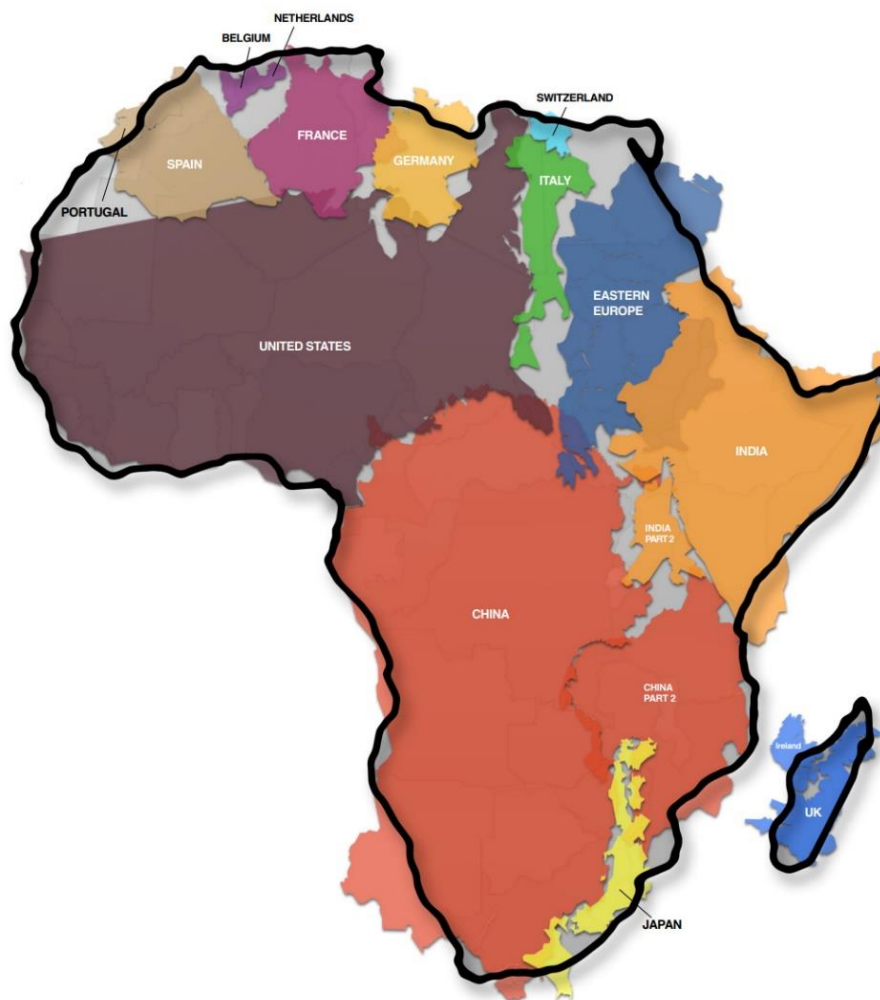 NETHERLANDS
BELGIUM
SWITZERLAND
FRANCE
SPAIN
GERMANY
ITALY
PORTUGAL
EASTERN
EUROPE
UNITED STATES
INDIA
INDIA
PART 2
CHINA
CHINA
PART 2
Ireland
UK
JAPAN